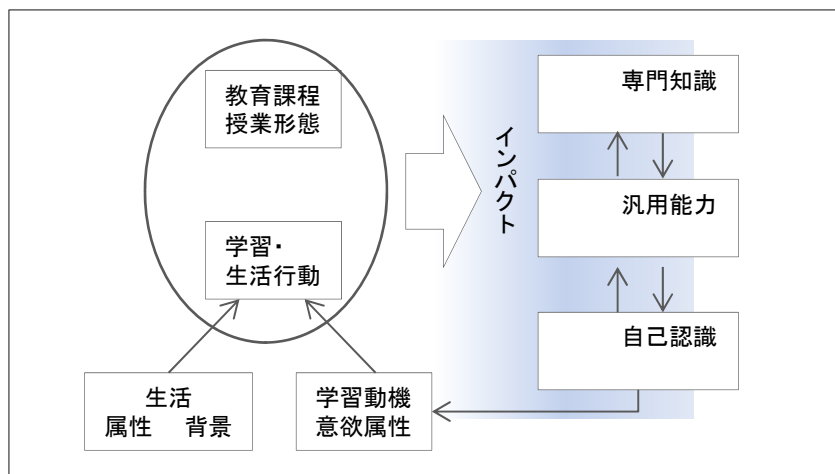 教育課程
授業形態
学習・
生活行動
生活
属性 背景
学習動機
意欲属性
インパクト
専門知識
汎用能力
自己認識